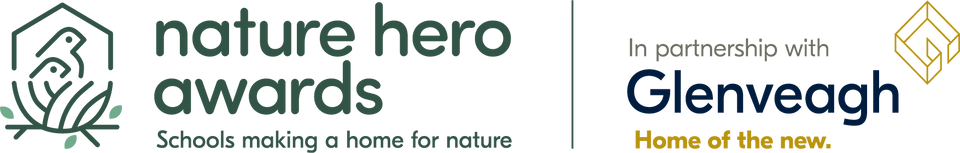 nature hero
awards
Schools making a home for nature
In partnership with
Glenveagh
Home of the new.